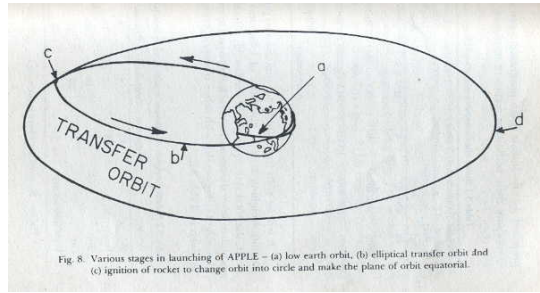 c
a
d
b
TRANSFER
ORBIT
Fig. 8. Various stages in launching of APPLE – (a) low earth orbit, (b) elliptical transfer orbit and
(c) ignition of rocket to change orbit into circle and make the plane of orbit equatorial.